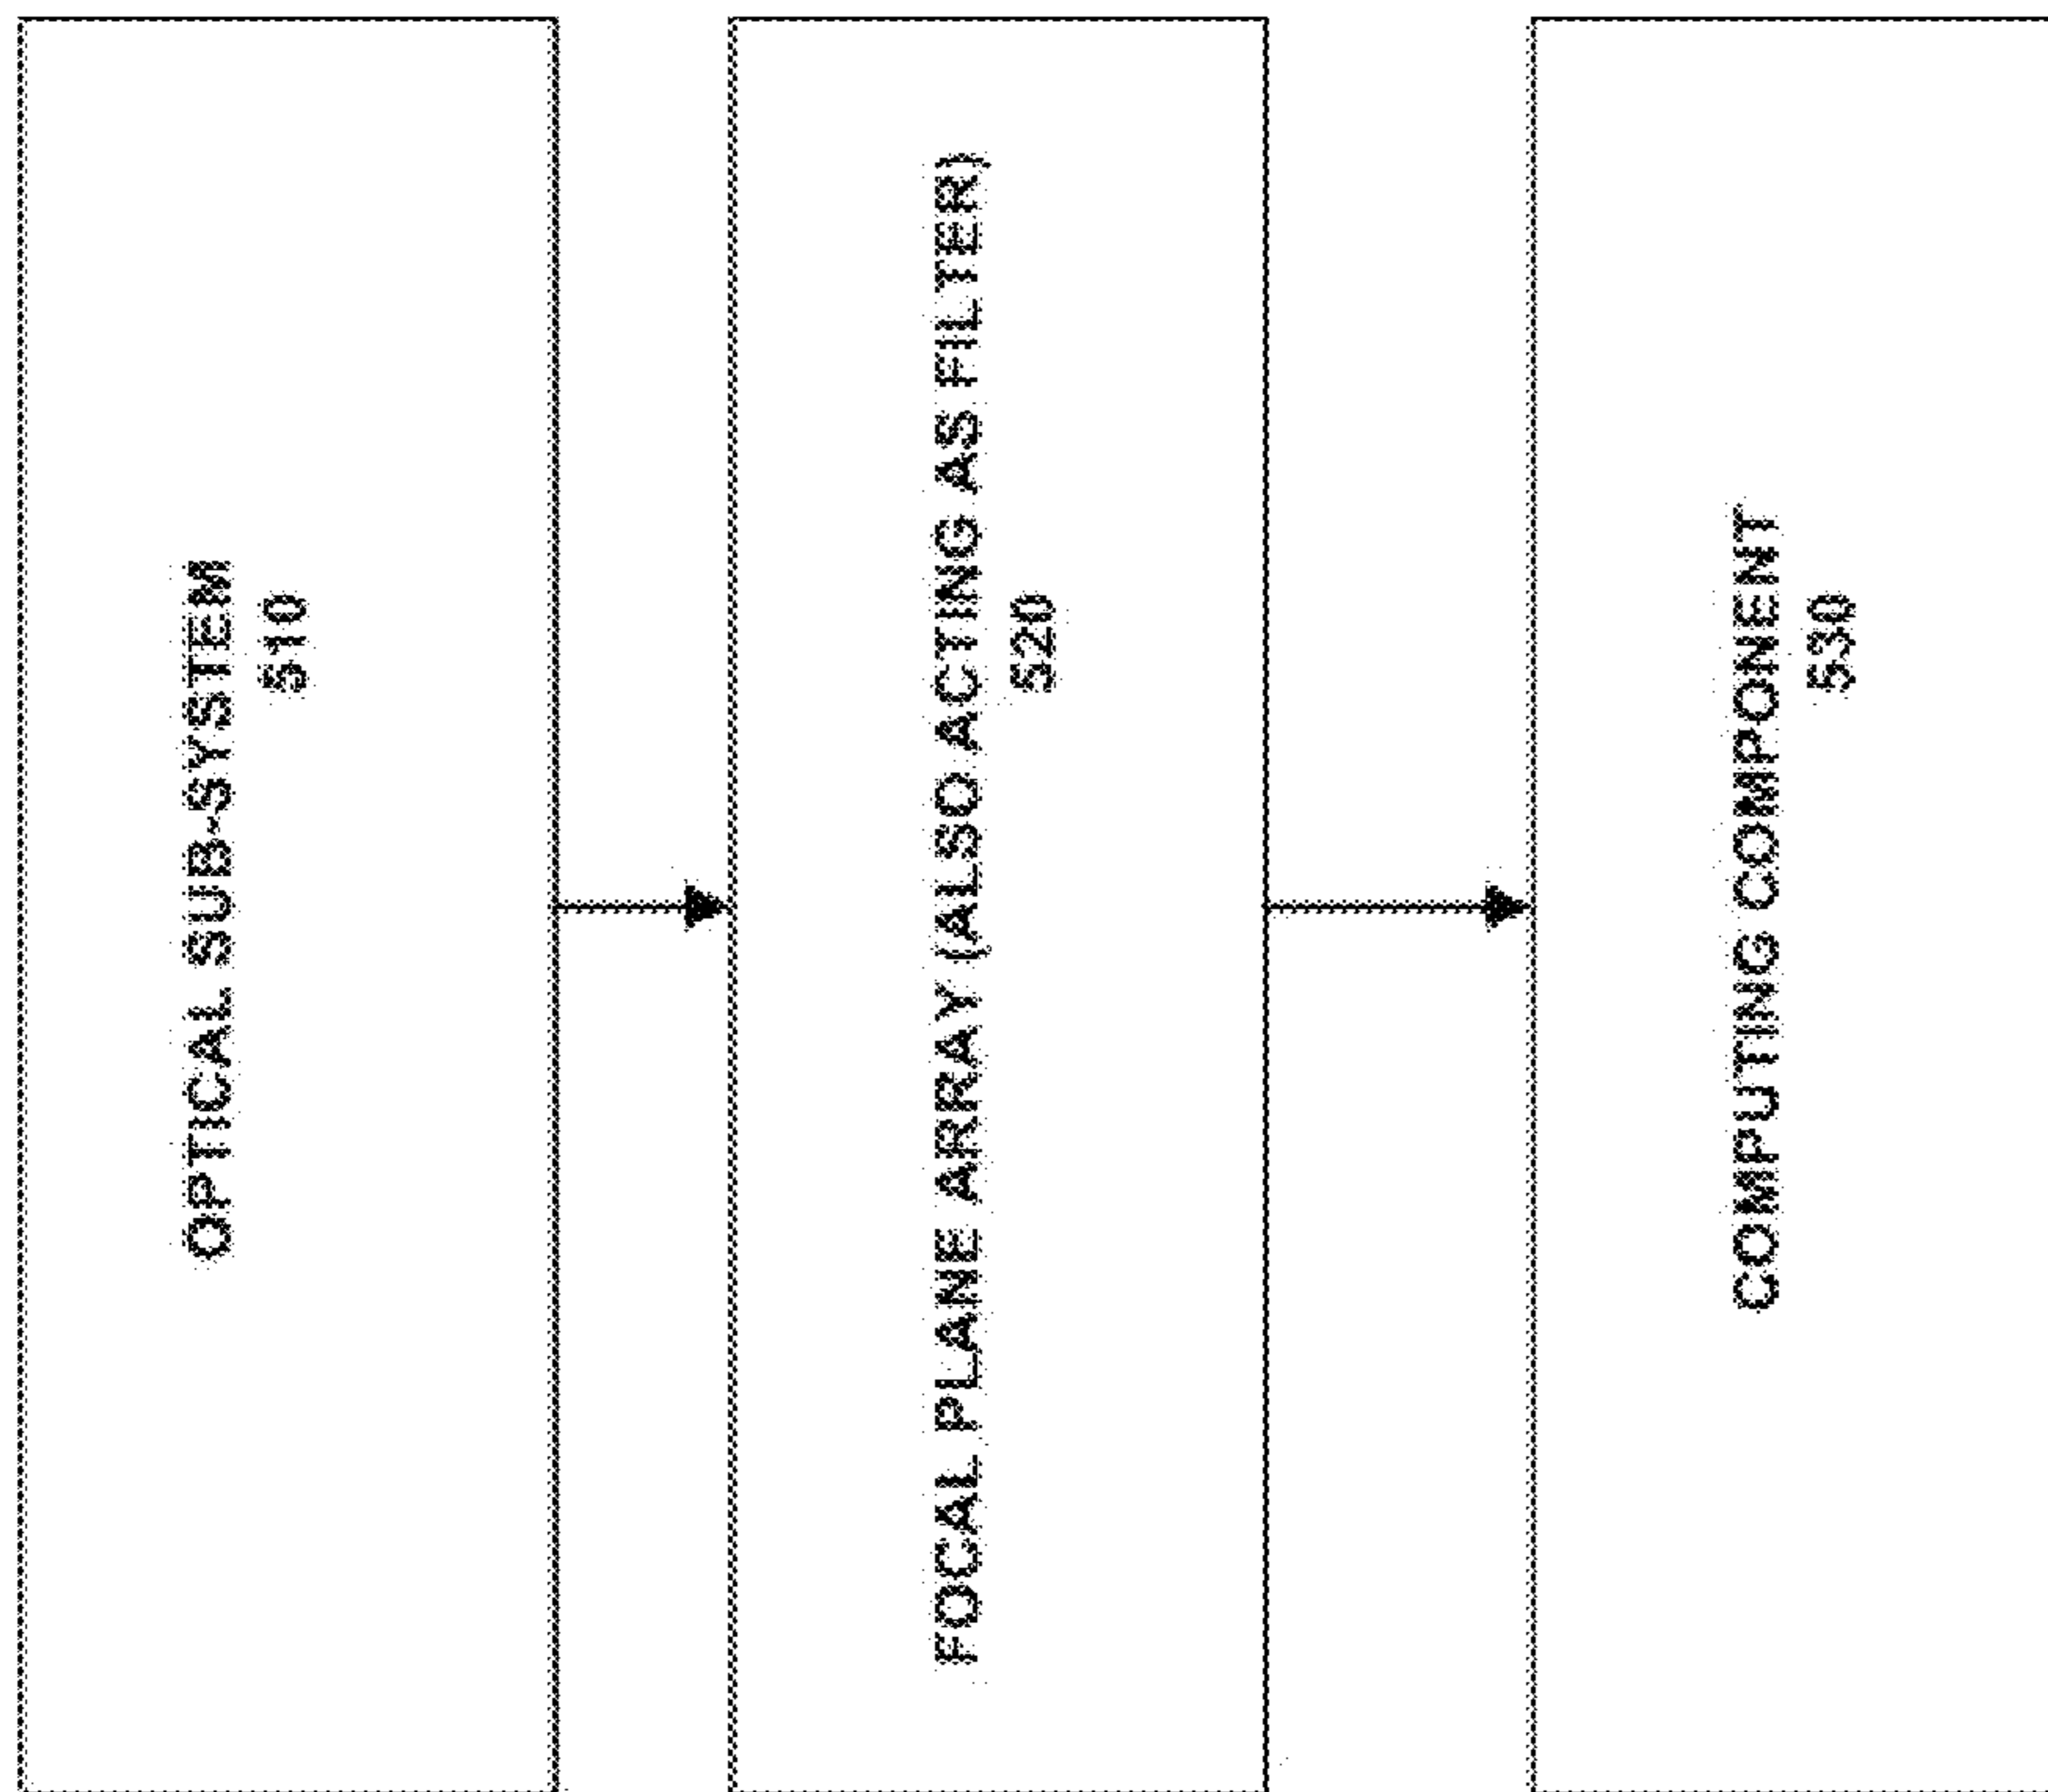 OPTICAL SUB-SYSTEM
510
FOCAL PLANE ARRAY (ALSO ACTING AS FILTER)
520
COMPUTING COMPONENT
530